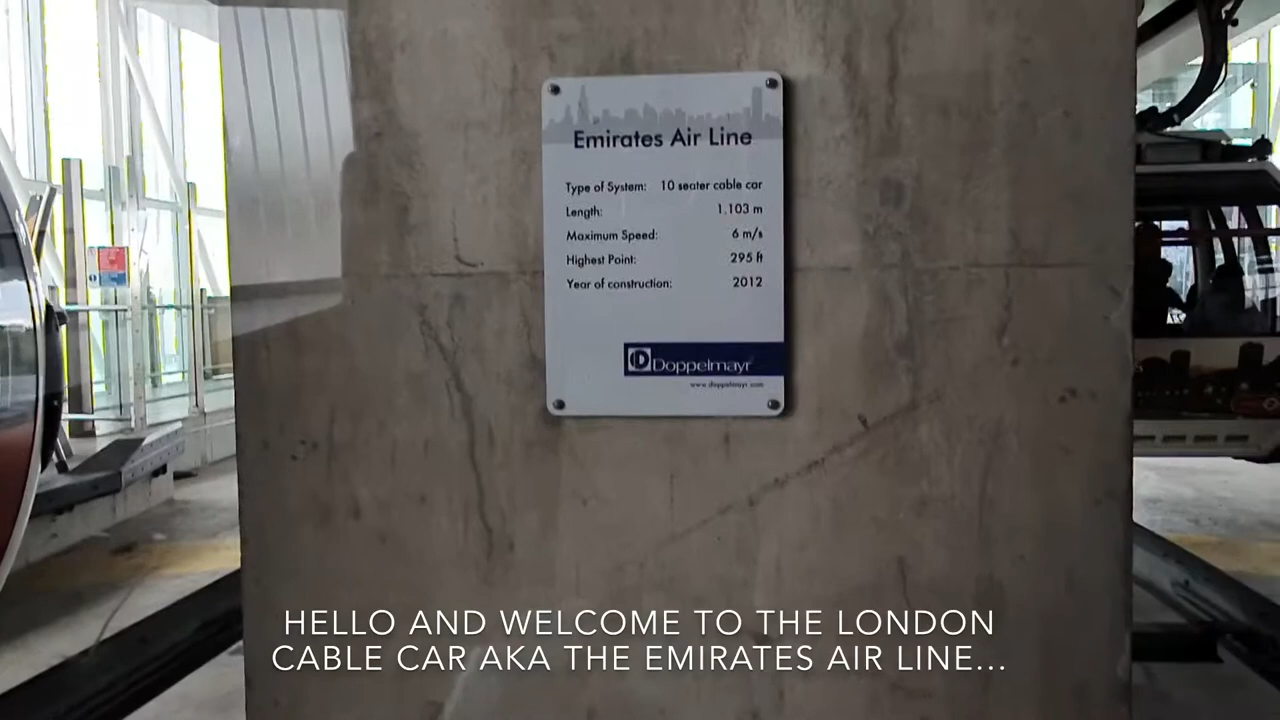 Emirates Air Line
Type of System: 10 seater cable car
Length: 1.103 m
Maximum Speed: 6 m/s
Highest Point: 295 ft
Year of construction: 2012
Doppelmayr
www.doppelmayr.com
HELLO AND WELCOME TO THE LONDON
CABLE CAR AKA THE EMIRATES AIR LINE...